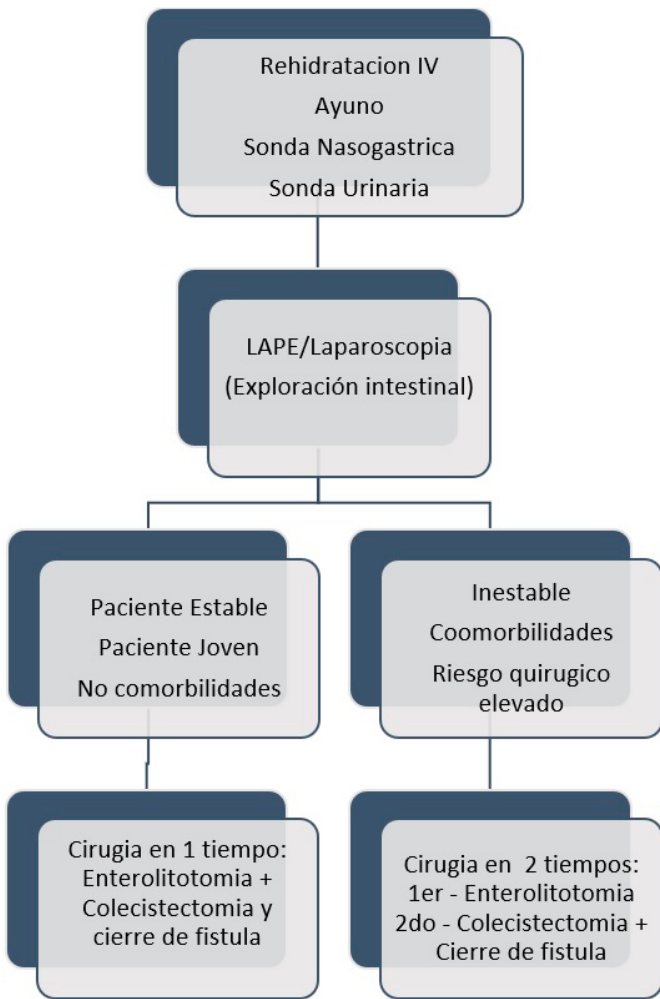 Rehidratacion IV
Ayuno
Sonda Nasogastrica
Sonda Urinaria
LAPE/Laparoscopia
(Exploración intestinal)
Paciente Estable
Paciente Joven
No comorbilidades
Inestable
Coomorbilidades
Riesgo quirugico
elevado
Cirugia en 1 tiempo:
Enterolitotomia +
Colecistectomia y
cierre de fistula
Cirugia en 2 tiempos:
1er - Enterolitotomia
2do - Colecistectomia +
Cierre de fistula